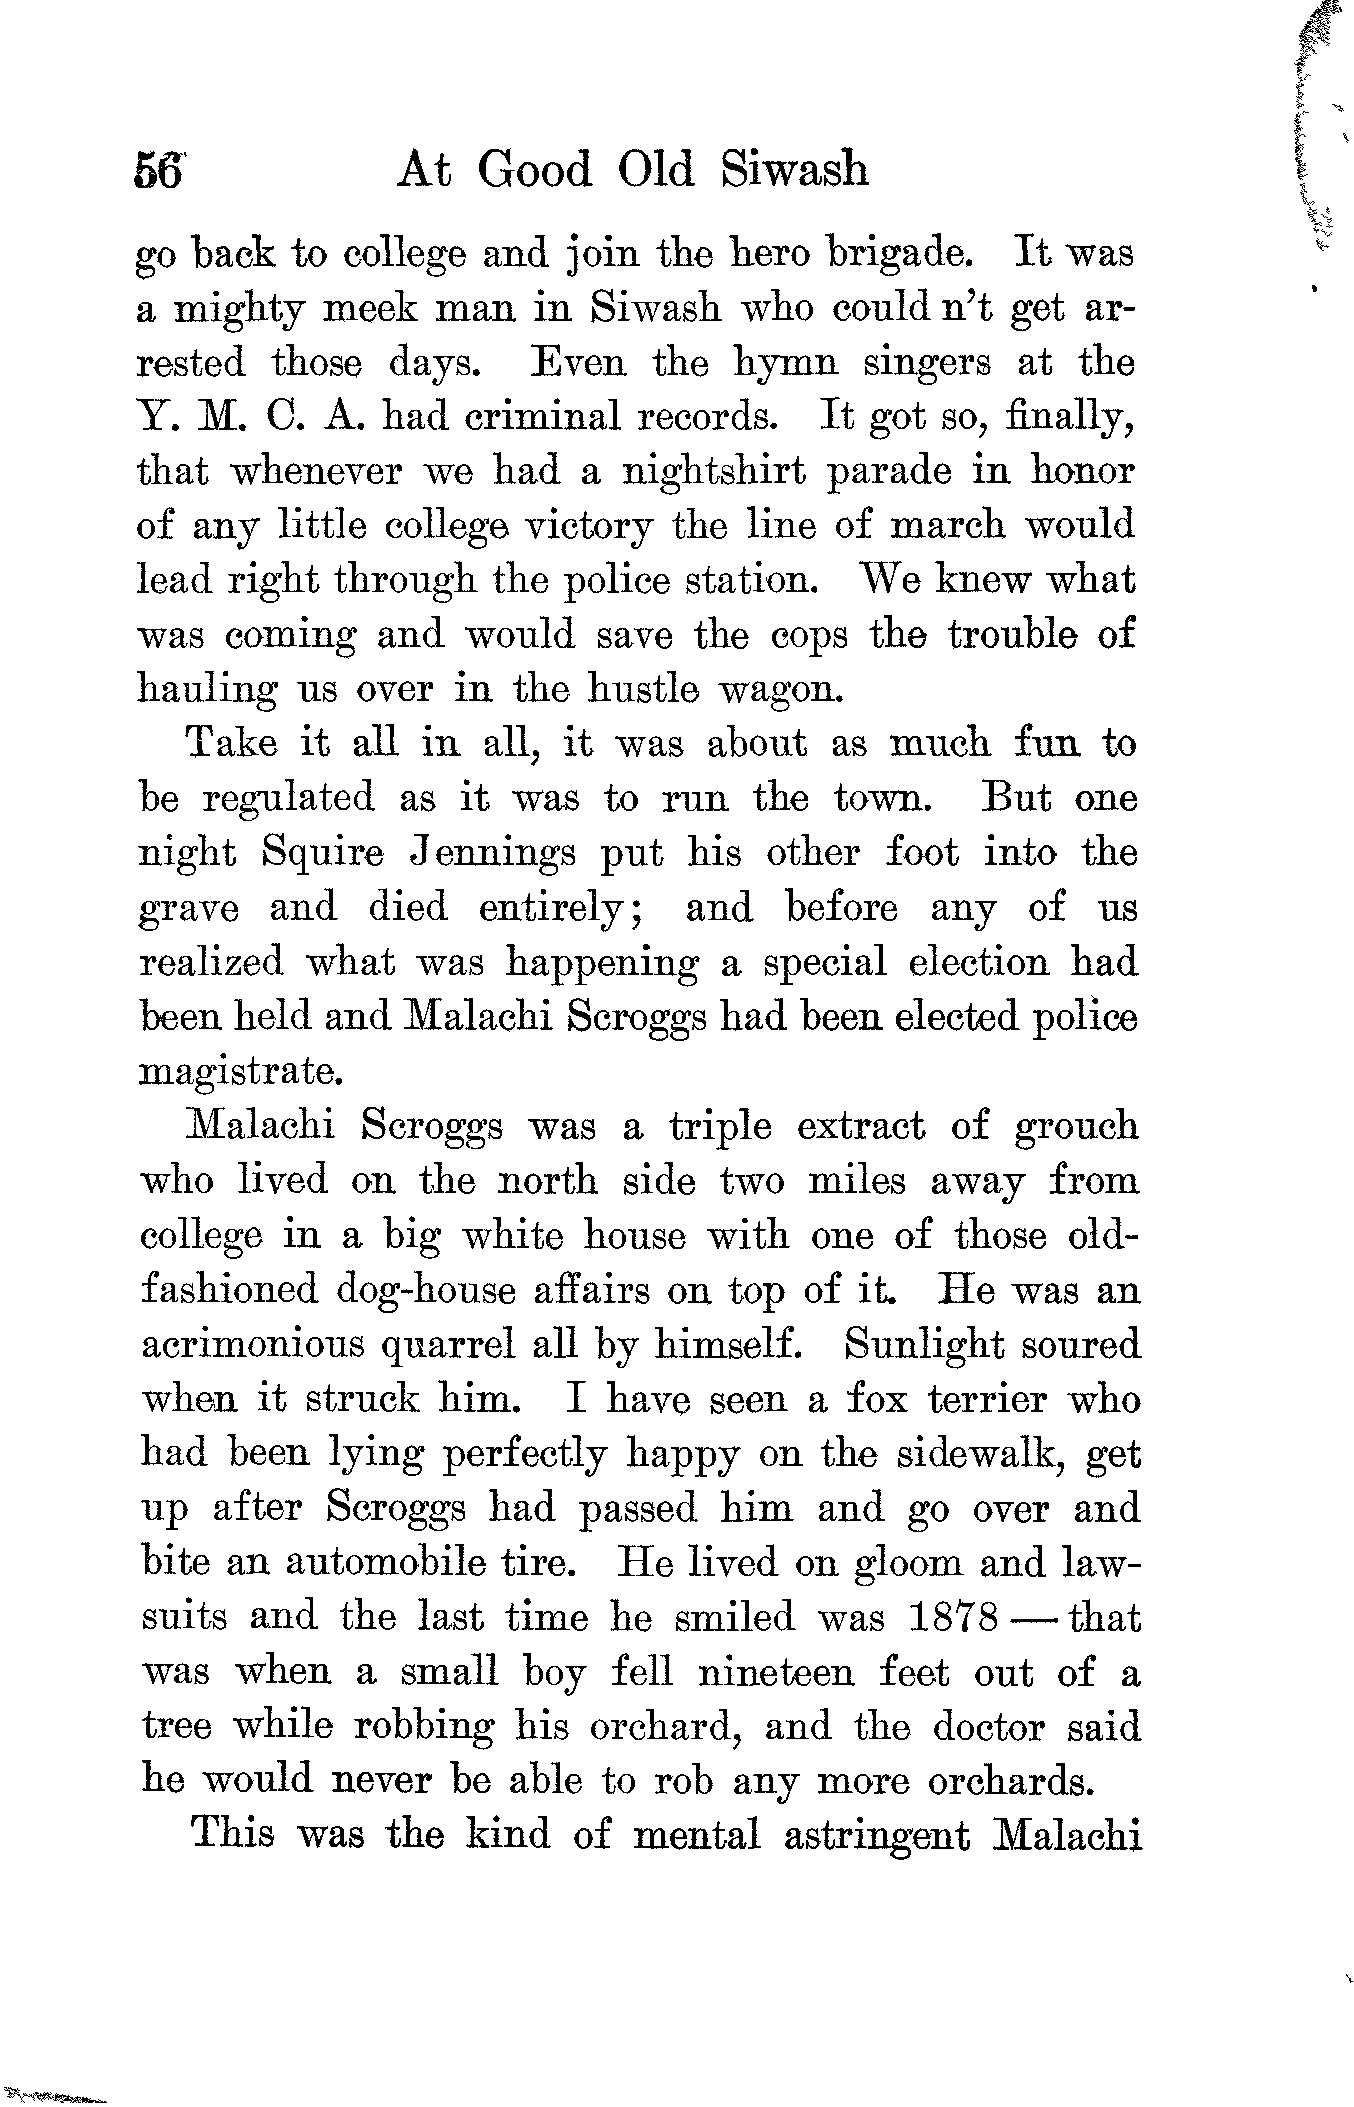 56 At Good Old Siwash
go back to college and join the hero brigade. It was
a mighty meek man in Siwash who could n't get ar-
rested those days. Even the hymn singers at the
Y. M. C. A. had criminal records. It got so, finally,
that whenever we had a nightshirt parade in honor
of any little college victory the line of march would
lead right through the police station. We knew what
was coming and would save the cops the trouble of
hauling us over in the hustle wagon.
Take it all in all, it was about as much fun to
be regulated as it was to run the town. But one
night Squire Jennings put his other foot into the
grave and died entirely; and before any of us
realized what was happening a special election had
been held and Malachi Scroggs had been elected police
magistrate.
Malachi Scroggs was a triple extract of grouch
who lived on the north side two miles away from
college in a big white house with one of those old-
fashioned dog-house affairs on top of it. He was an
acrimonious quarrel all by himself. Sunlight soured
when it struck him. I have seen a fox terrier who
had been lying perfectly happy on the sidewalk, get
up after Scroggs had passed him and go over and
bite an automobile tire. He lived on gloom and law-
suits and the last time he smiled was 1878 — that
was when a small boy fell nineteen feet out of a
tree while robbing his orchard, and the doctor said
he would never be able to rob any more orchards.
This was the kind of mental astringent Malachi